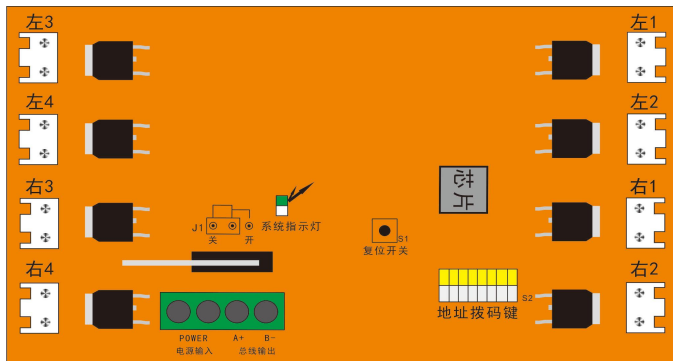 左3
左1
左4
左2
右3
右1
芯片
J1
关 开
系统指示灯
S1
复位开关
右4
右2
S2
地址拨码键
POWER A+ B-
电源输入 总线输出